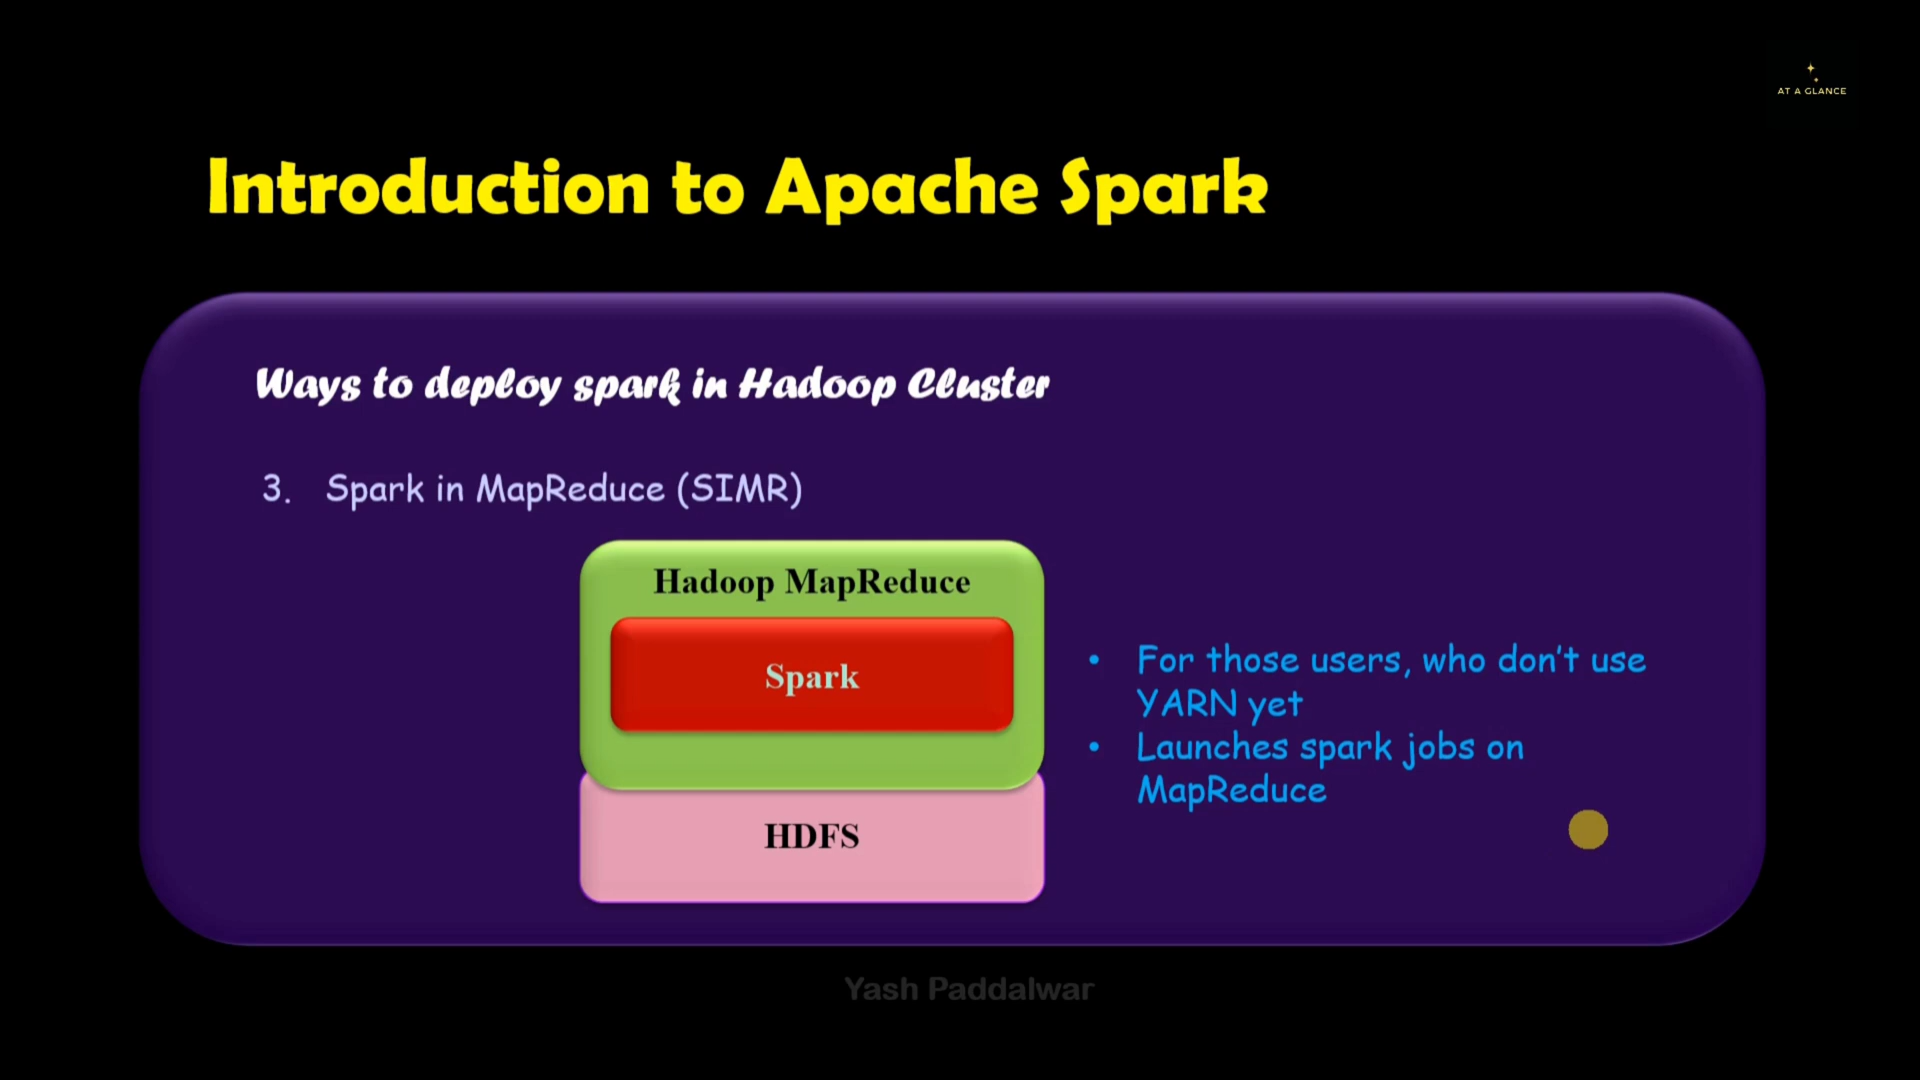 AT A GLANCE
Introduction to Apache Spark
Ways to deploy spark in Hadoop Cluster
3. Spark in MapReduce (SIMR)
Hadoop MapReduce
Spark
HDFS
• For those users, who don't use
YARN yet
• Launches spark jobs on
MapReduce
Yash Paddalwar